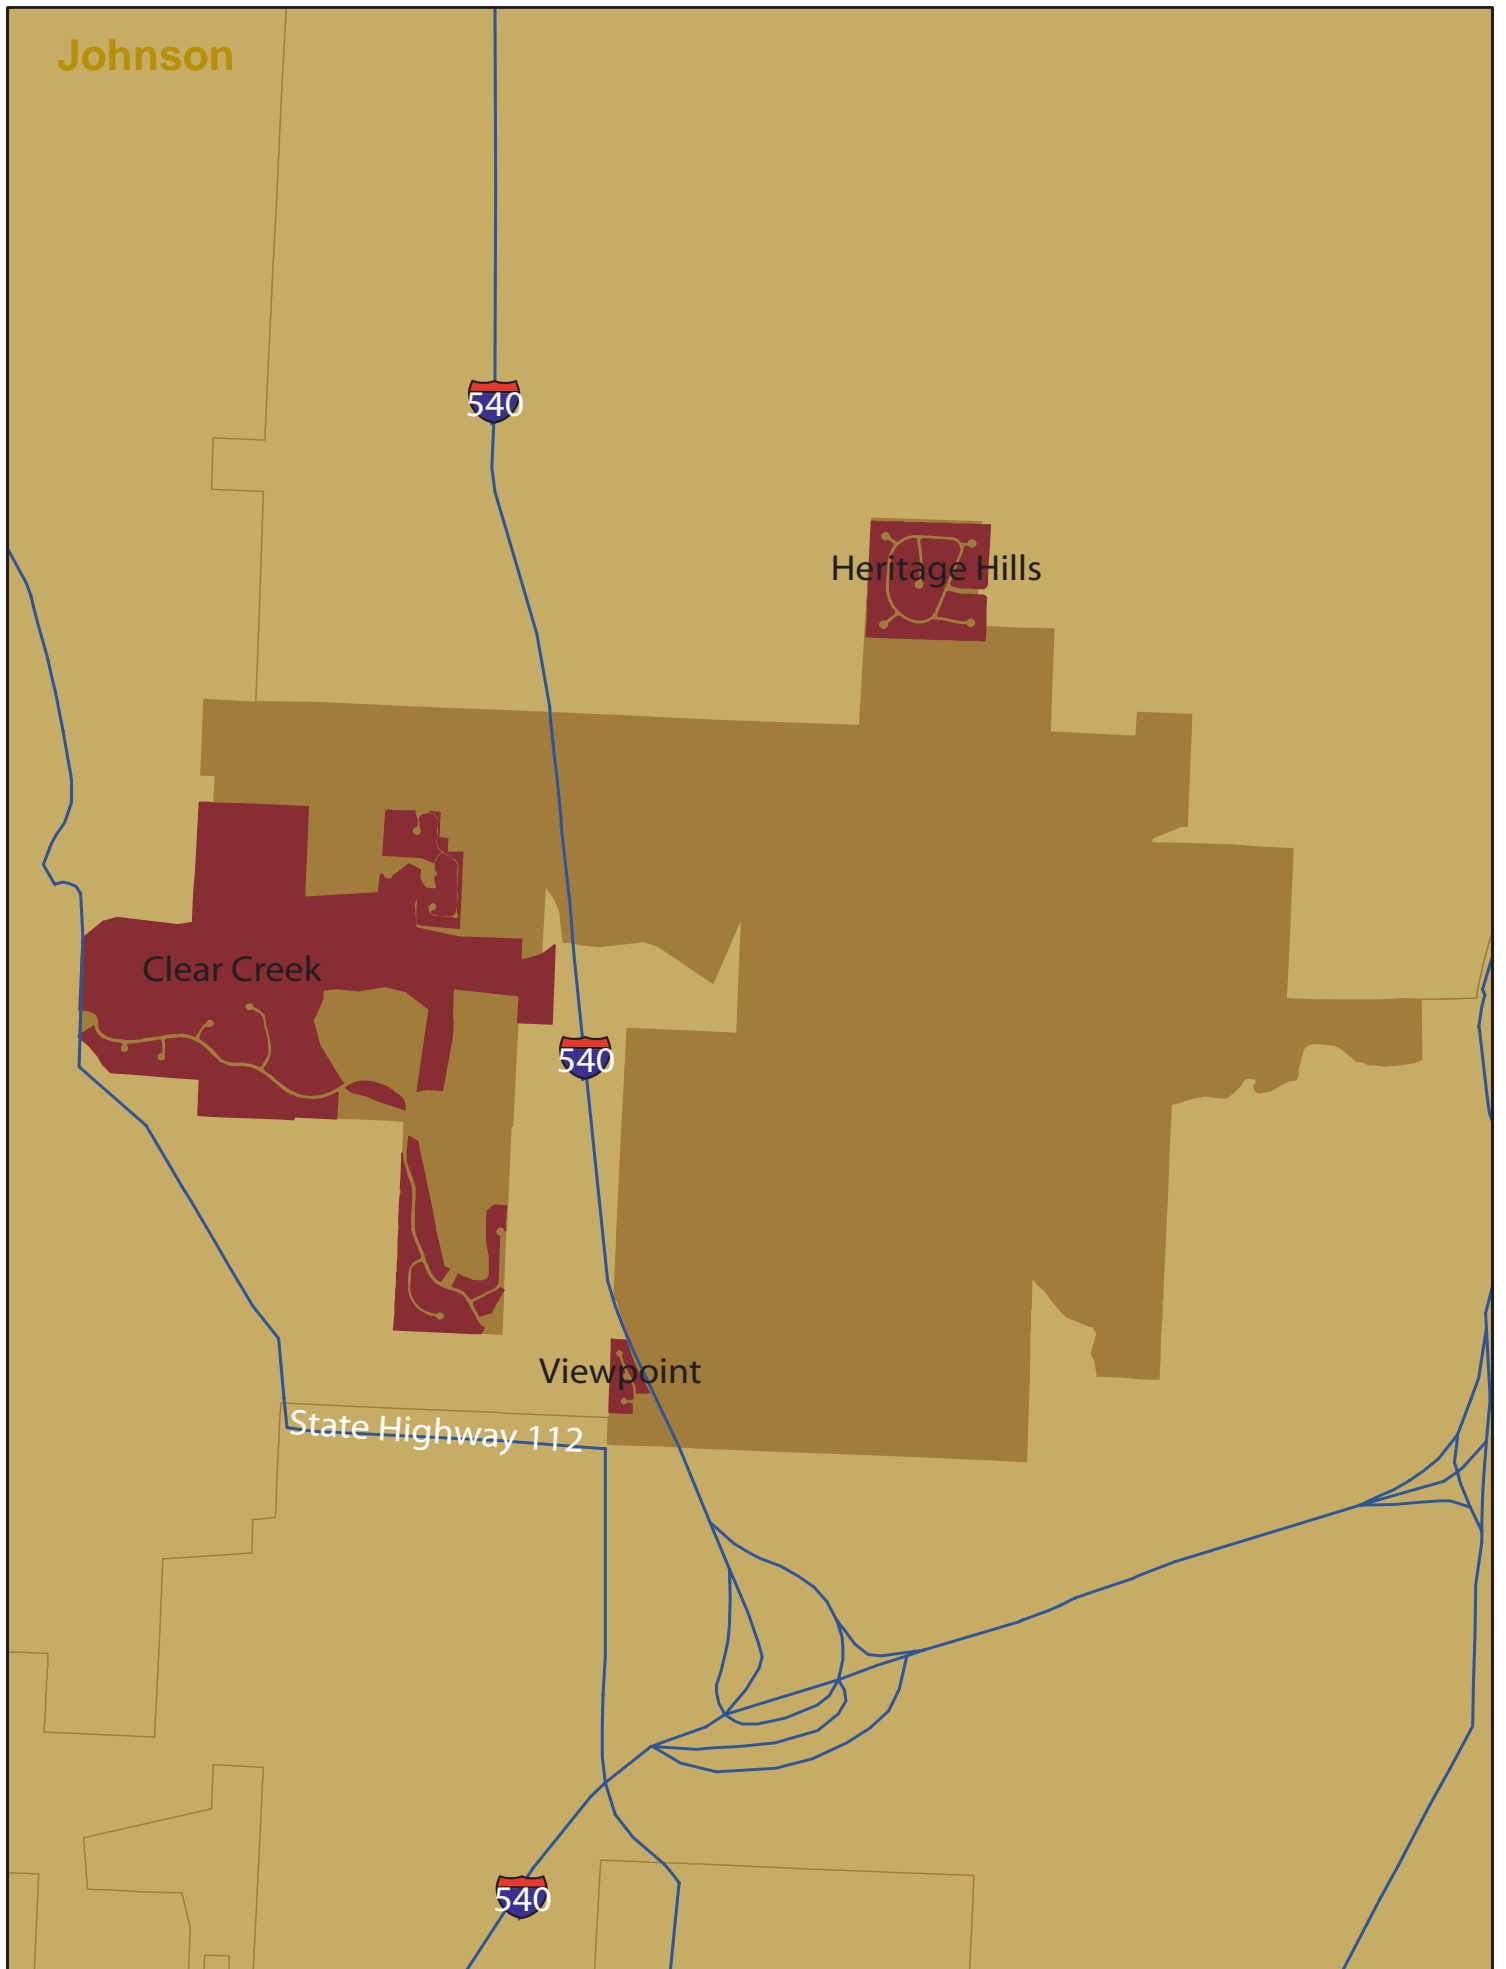 Johnson
540
Heritage Hills
Clear Creek
540
Viewpoint
State Highway 112
540